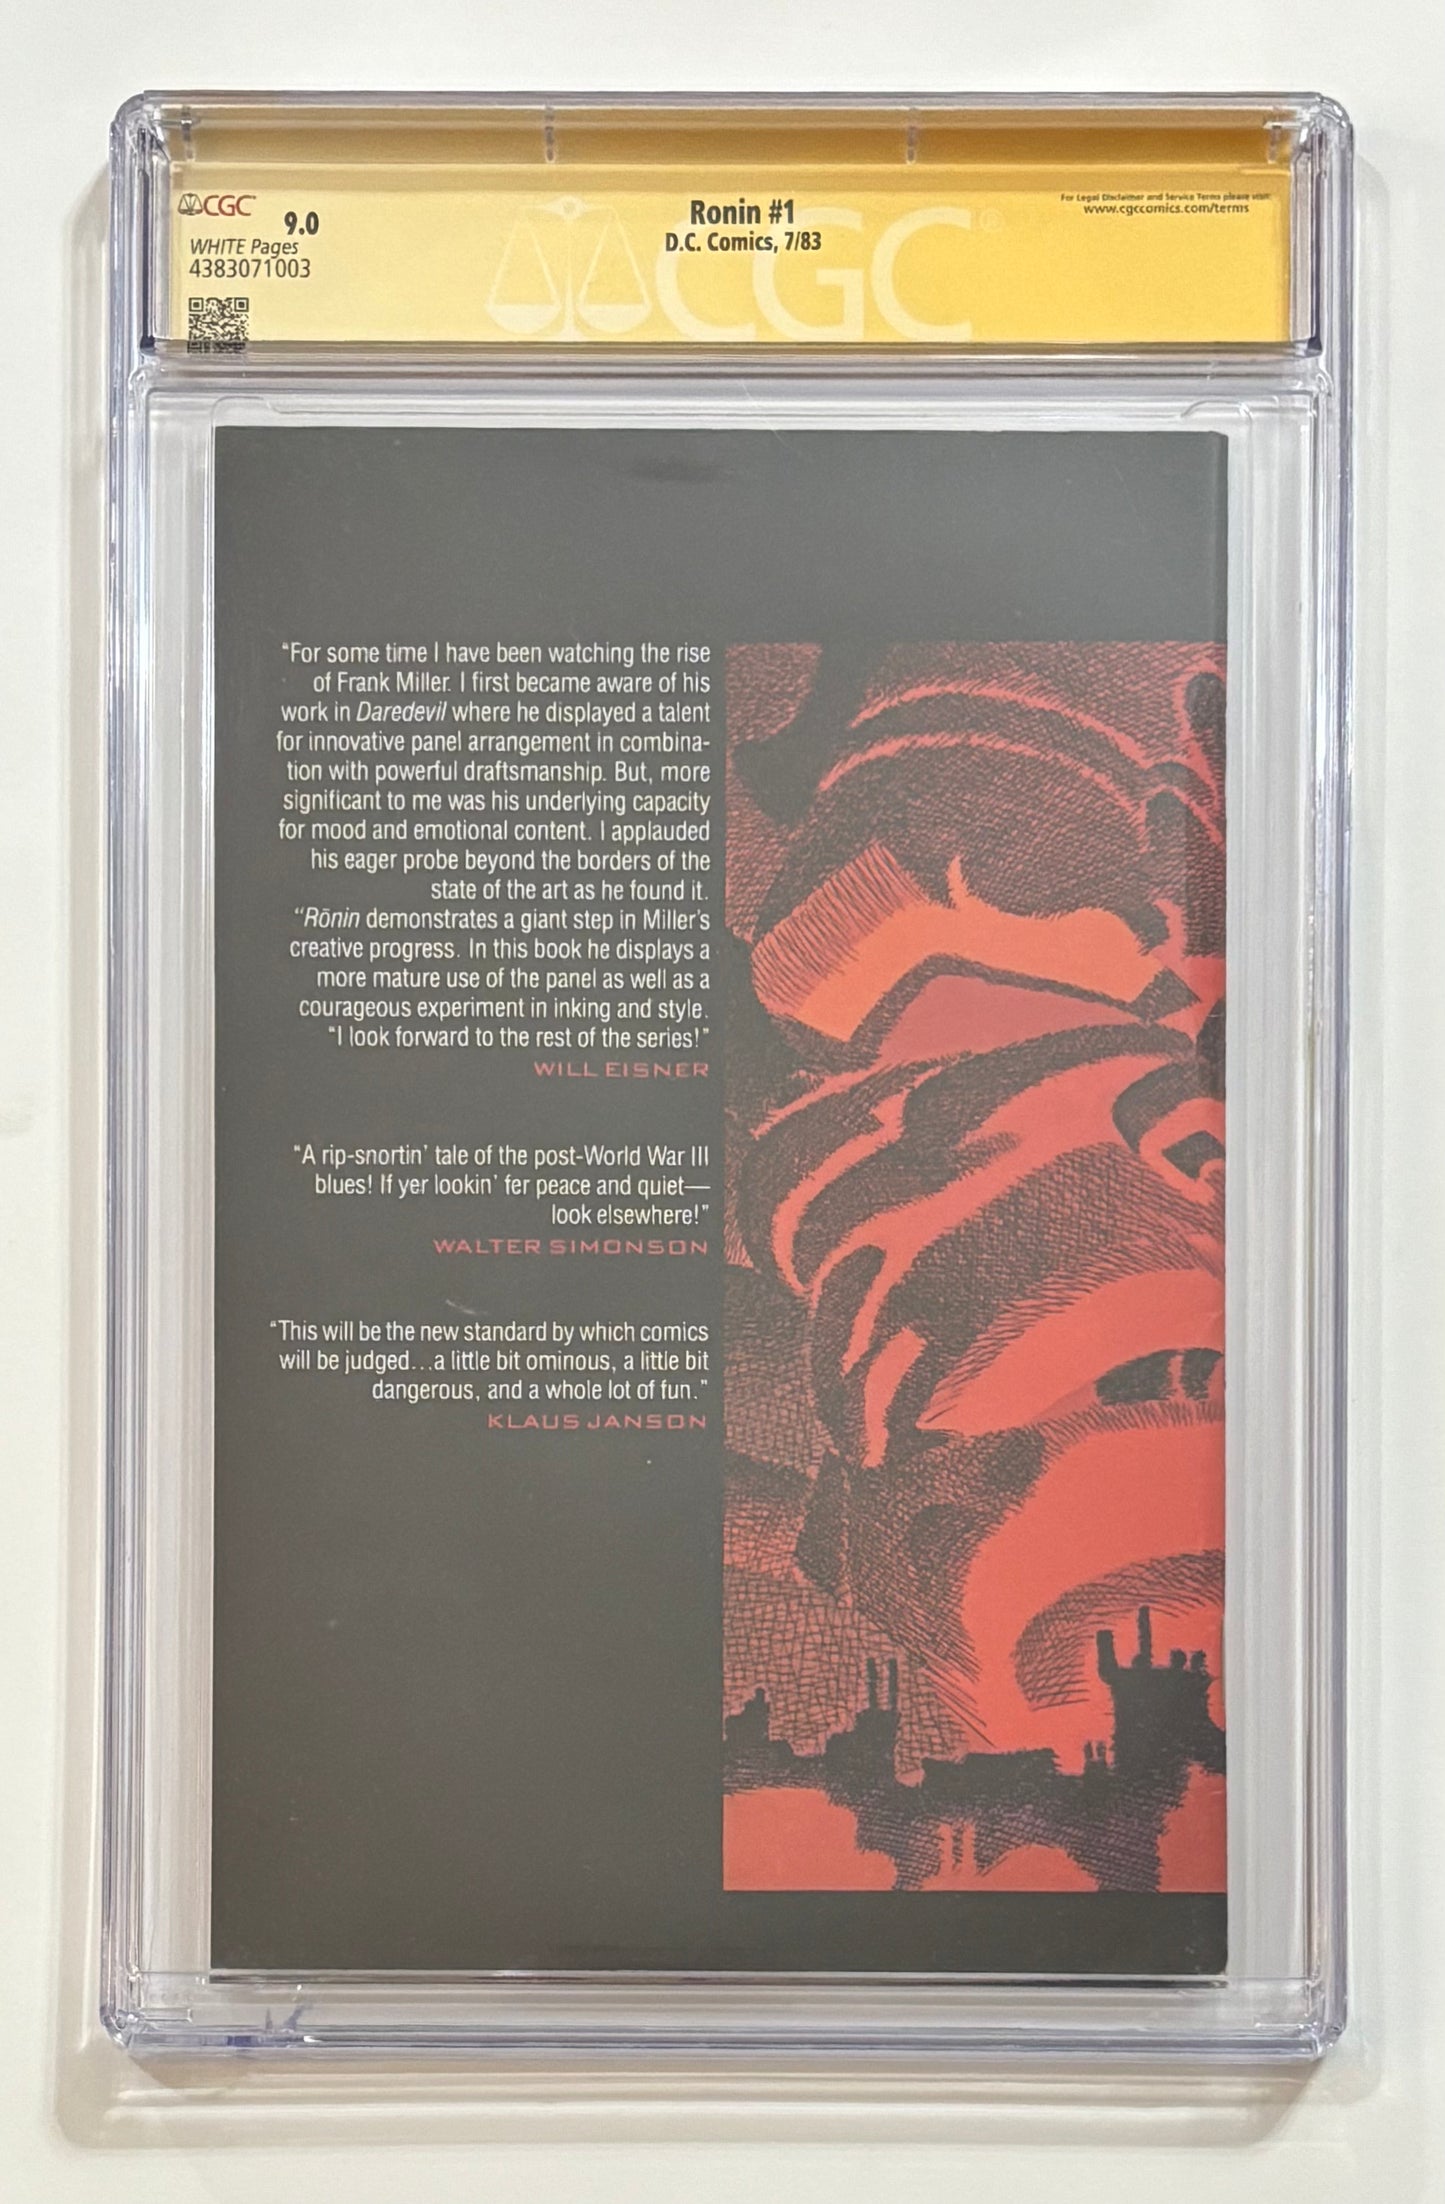 CGC
9.0
WHITE Pages
4383071003
Ronin #1
D.C. Comics, 7/83
For Legal Disclaimer and Service Terms please visit:
www.cgccomics.com/terms
CGC®
“For some time I have been watching the rise
of Frank Miller. I first became aware of his
work in Daredevil where he displayed a talent
for innovative panel arrangement in combina-
tion with powerful draftsmanship. But, more
significant to me was his underlying capacity
for mood and emotional content. I applauded
his eager probe beyond the borders of the
state of the art as he found it.
“Rōnin demonstrates a giant step in Miller’s
creative progress. In this book he displays a
more mature use of the panel as well as a
courageous experiment in inking and style.
“I look forward to the rest of the series!”
WILL EISNER
“A rip-snortin’ tale of the post-World War III
blues! If yer lookin’ fer peace and quiet—
look elsewhere!”
WALTER SIMONSON
“This will be the new standard by which comics
will be judged...a little bit ominous, a little bit
dangerous, and a whole lot of fun.”
KLAUS JANSON